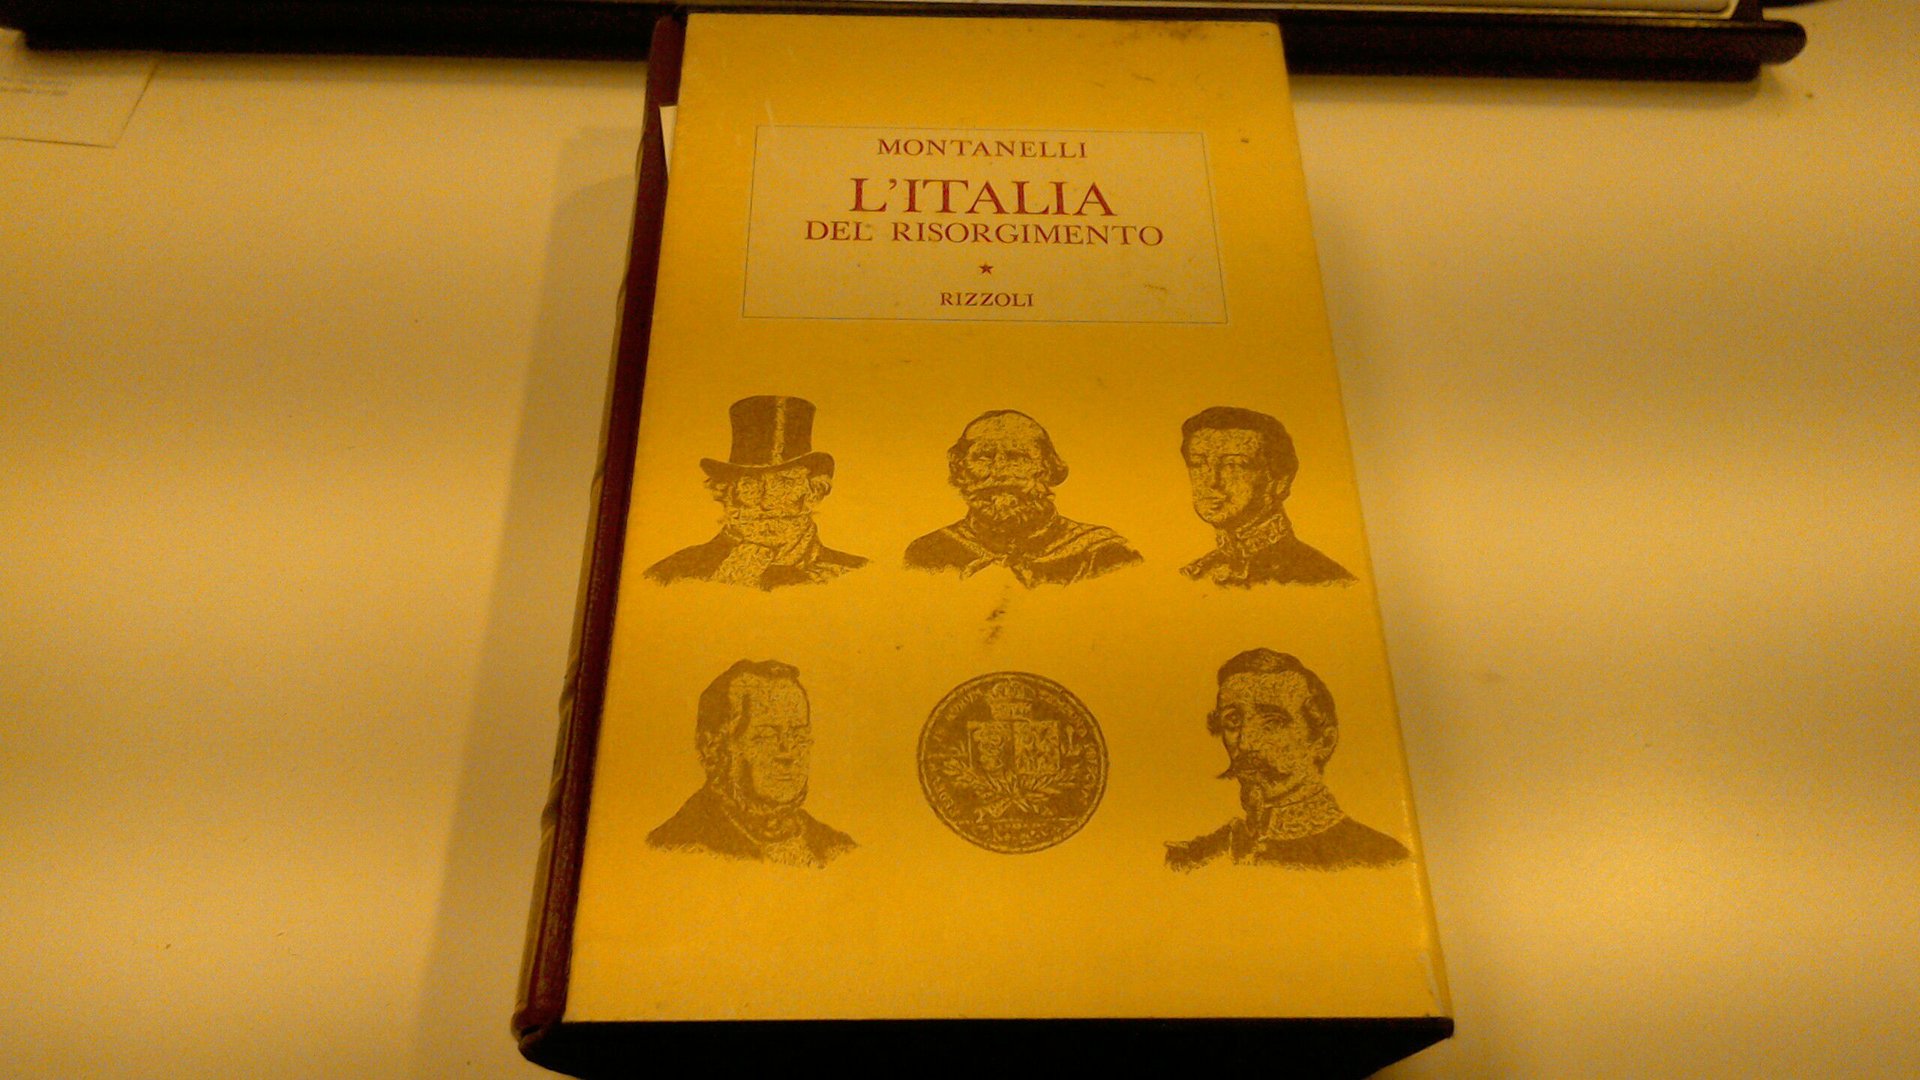 MONTANELLI
L'ITALIA
DEL RISORGIMENTO
RIZZOLI